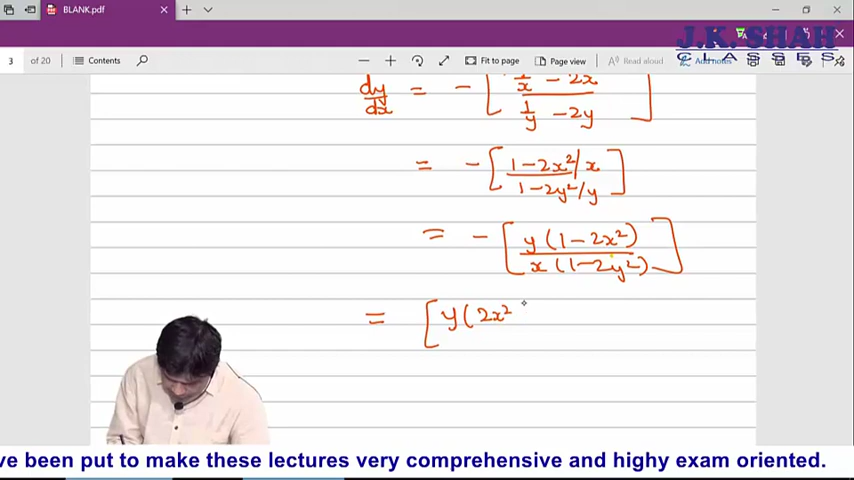 BLANK.pdf
J.K. SHAH
CLASSES
3 of 20 Contents Fit to page Page view Read aloud Add notes
dy/dx = - [ (1/x - 2x) / (1/y - 2y) ]
= - [ (1-2x²/x) / (1-2y²/y) ]
= - [ y(1-2x²) / x(1-2y²) ]
= [ y(2x²
ve been put to make these lectures very comprehensive and highy exam oriented.